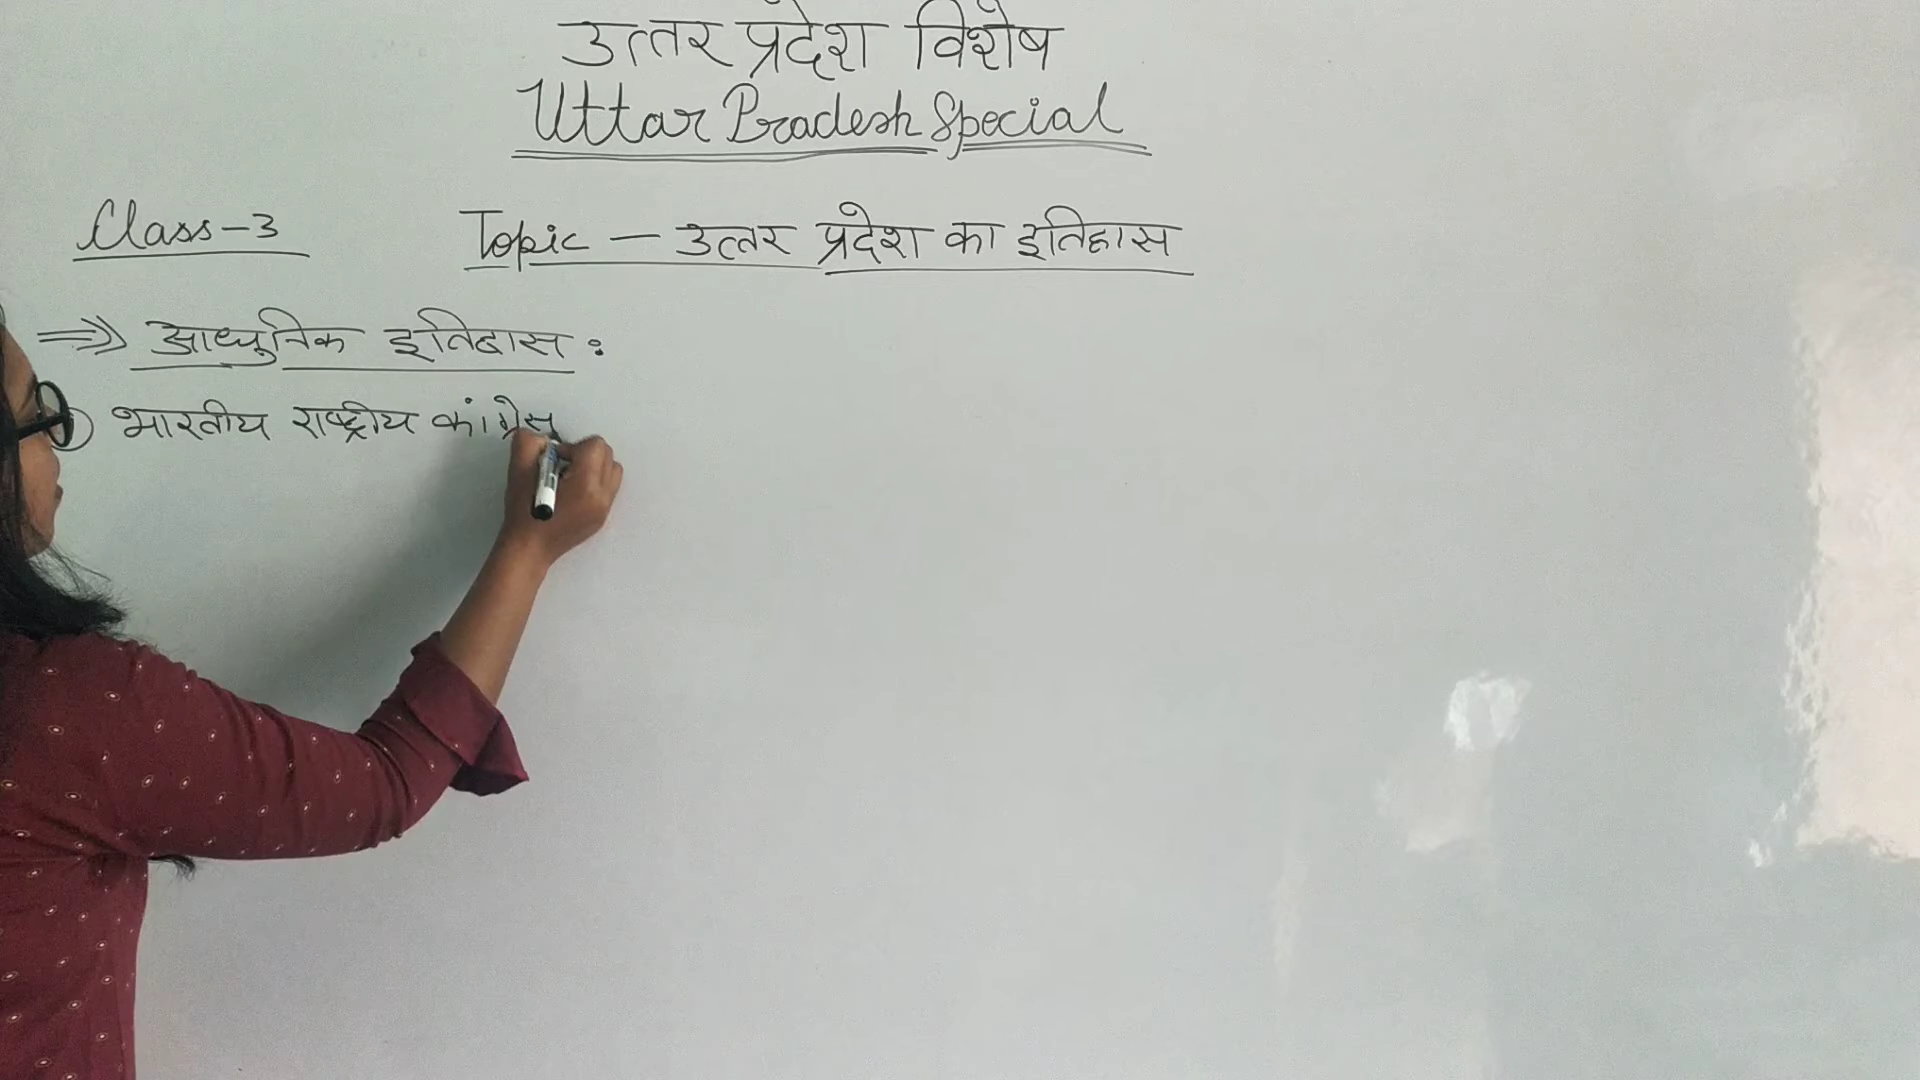 उत्तर प्रदेश विशेष
Uttar Pradesh Special
Class-3 Topic – उत्तर प्रदेश का इतिहास
⇒» आधुनिक इतिहास :
भारतीय राष्ट्रीय कांग्रेस